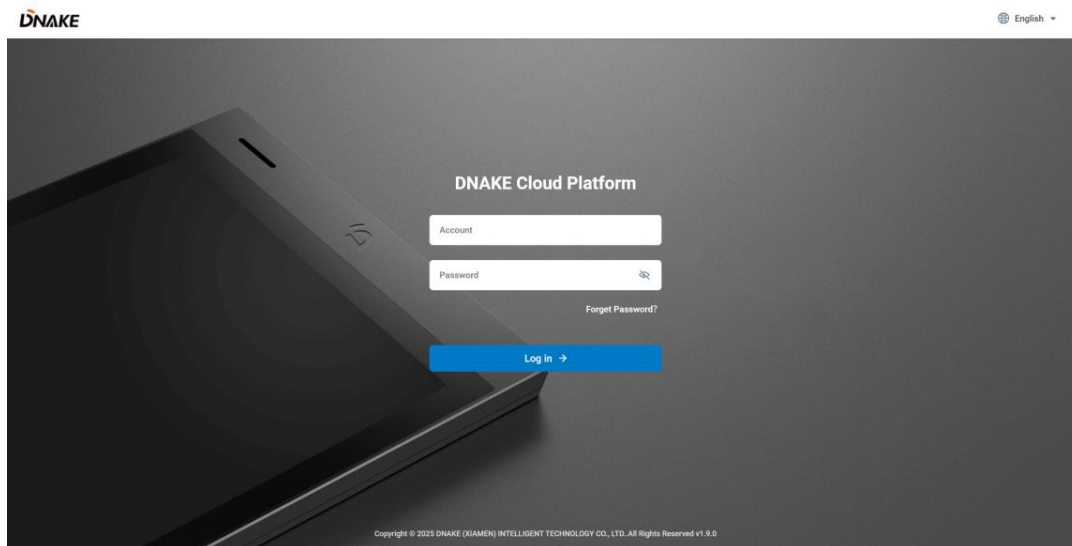 DNAKE
English
DNAKE Cloud Platform
Account
Password
Forget Password?
Log in →
Copyright © 2025 DNAKE (XIAMEN) INTELLIGENT TECHNOLOGY CO., LTD..All Rights Reserved v1.9.0